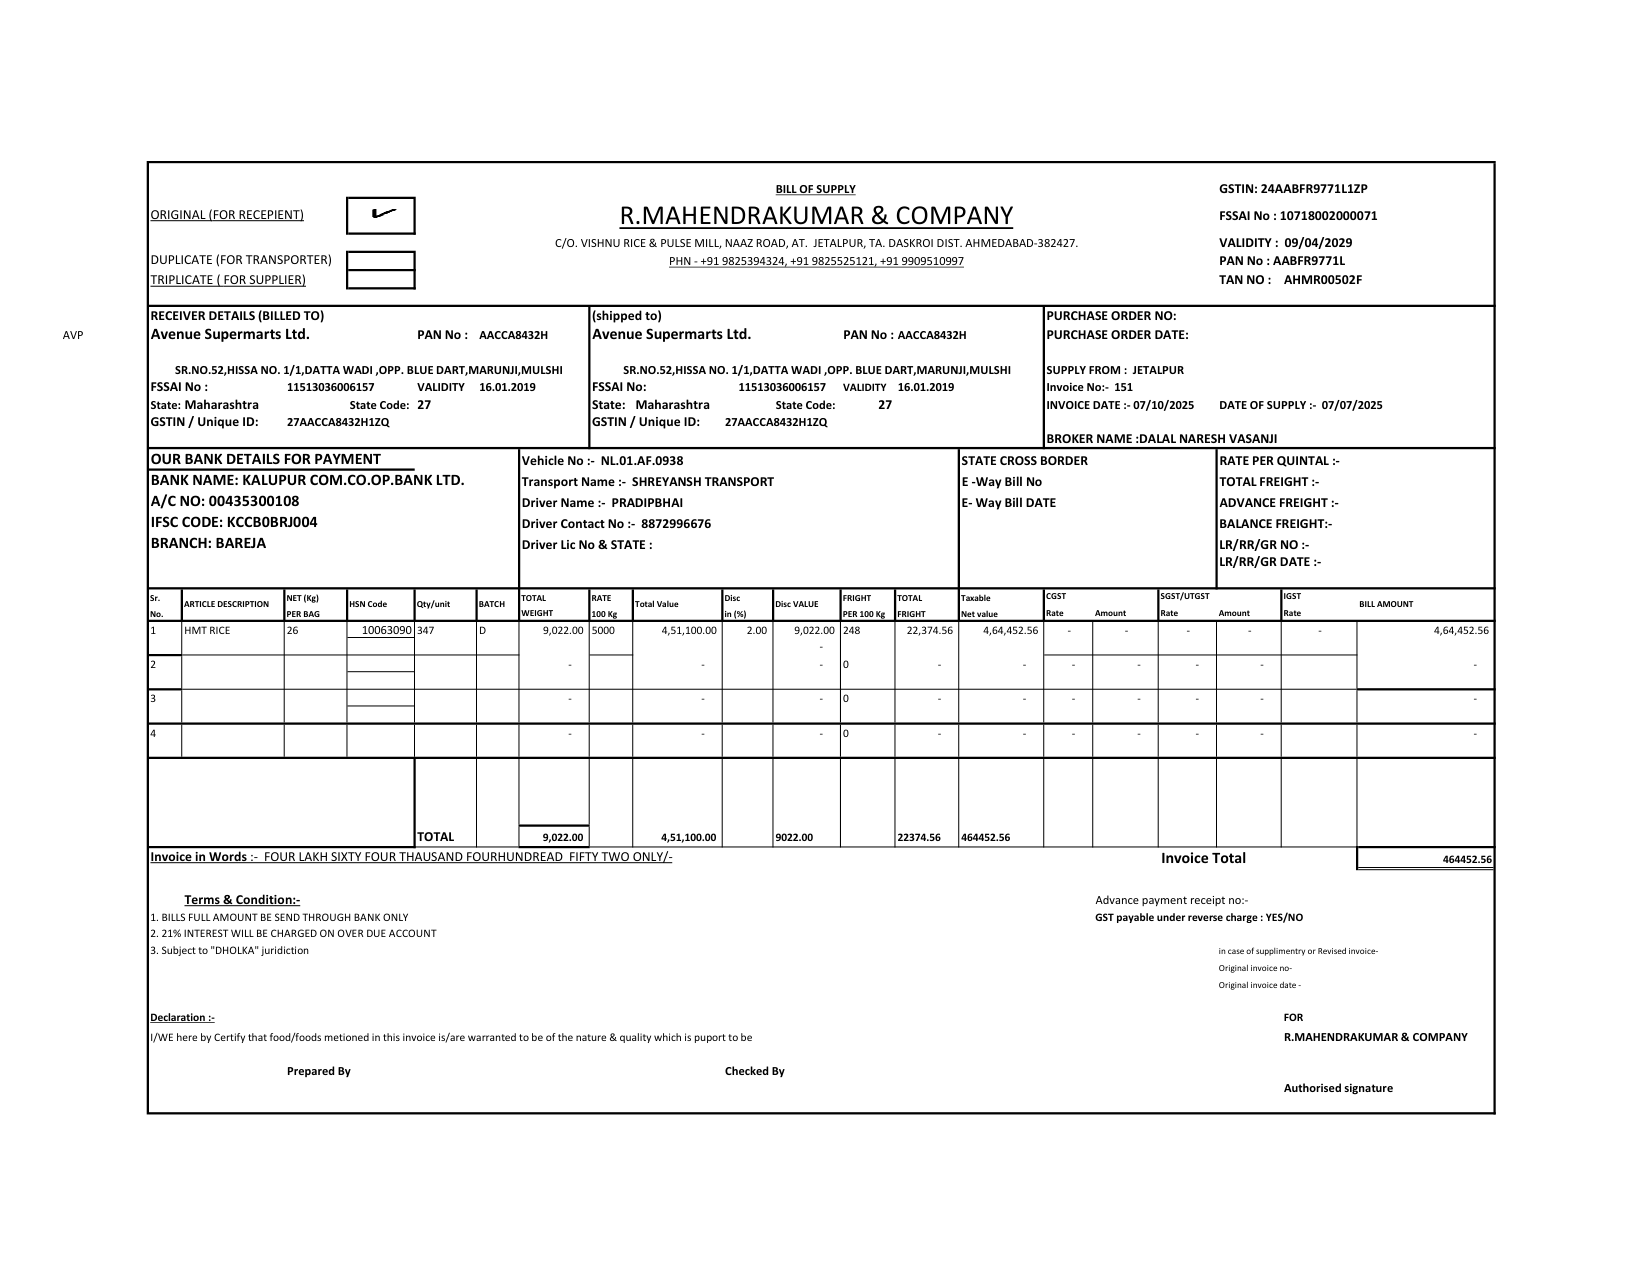 BILL OF SUPPLY
GSTIN: 24AABFR9771L1ZP
ORIGINAL (FOR RECEPIENT)
R.MAHENDRAKUMAR & COMPANY
FSSAI No : 10718002000071
C/O. VISHNU RICE & PULSE MILL, NAAZ ROAD, AT. JETALPUR, TA. DASKROI DIST. AHMEDABAD-382427.
VALIDITY : 09/04/2029
DUPLICATE (FOR TRANSPORTER)
PHN - +91 9825394324, +91 9825525121, +91 9909510997
PAN No : AABFR9771L
TRIPLICATE ( FOR SUPPLIER)
TAN NO : AHMR00502F
AVP
RECEIVER DETAILS (BILLED TO)
Avenue Supermarts Ltd. PAN No : AACCA8432H
SR.NO.52,HISSA NO. 1/1,DATTA WADI ,OPP. BLUE DART,MARUNJI,MULSHI
FSSAI No : 11513036006157 VALIDITY 16.01.2019
State: Maharashtra State Code: 27
GSTIN / Unique ID: 27AACCA8432H1ZQ
(shipped to)
Avenue Supermarts Ltd. PAN No : AACCA8432H
SR.NO.52,HISSA NO. 1/1,DATTA WADI ,OPP. BLUE DART,MARUNJI,MULSHI
FSSAI No: 11513036006157 VALIDITY 16.01.2019
State: Maharashtra State Code: 27
GSTIN / Unique ID: 27AACCA8432H1ZQ
PURCHASE ORDER NO:
PURCHASE ORDER DATE:
SUPPLY FROM : JETALPUR
Invoice No:- 151
INVOICE DATE :- 07/10/2025 DATE OF SUPPLY :- 07/07/2025
BROKER NAME :DALAL NARESH VASANJI
OUR BANK DETAILS FOR PAYMENT
BANK NAME: KALUPUR COM.CO.OP.BANK LTD.
A/C NO: 00435300108
IFSC CODE: KCCB0BRJ004
BRANCH: BAREJA
Vehicle No :- NL.01.AF.0938
Transport Name :- SHREYANSH TRANSPORT
Driver Name :- PRADIPBHAI
Driver Contact No :- 8872996676
Driver Lic No & STATE :
STATE CROSS BORDER
E -Way Bill No
E- Way Bill DATE
RATE PER QUINTAL :-
TOTAL FREIGHT :-
ADVANCE FREIGHT :-
BALANCE FREIGHT:-
LR/RR/GR NO :-
LR/RR/GR DATE :-
Sr. No. ARTICLE DESCRIPTION NET (Kg) PER BAG HSN Code Qty/unit BATCH TOTAL WEIGHT RATE 100 Kg Total Value Disc in (%) Disc VALUE FRIGHT PER 100 Kg TOTAL FRIGHT Taxable Net value CGST Rate Amount SGST/UTGST Rate Amount IGST Rate BILL AMOUNT
1 HMT RICE 26 10063090 347 D 9,022.00 5000 4,51,100.00 2.00 9,022.00 248 22,374.56 4,64,452.56 - - - - - 4,64,452.56
-
2 - - - 0 - - - - - - -
3 - - - 0 - - - - - - -
4 - - - 0 - - - - - - -
TOTAL 9,022.00 4,51,100.00 9022.00 22374.56 464452.56
Invoice in Words :- FOUR LAKH SIXTY FOUR THAUSAND FOURHUNDREAD FIFTY TWO ONLY/- Invoice Total 464452.56
Terms & Condition:-
Advance payment receipt no:-
1. BILLS FULL AMOUNT BE SEND THROUGH BANK ONLY
GST payable under reverse charge : YES/NO
2. 21% INTEREST WILL BE CHARGED ON OVER DUE ACCOUNT
3. Subject to "DHOLKA" juridiction
in case of supplimentry or Revised invoice-
Original invoice no-
Original invoice date -
Declaration :-
FOR
I/WE here by Certify that food/foods metioned in this invoice is/are warranted to be of the nature & quality which is puport to be
R.MAHENDRAKUMAR & COMPANY
Prepared By Checked By
Authorised signature